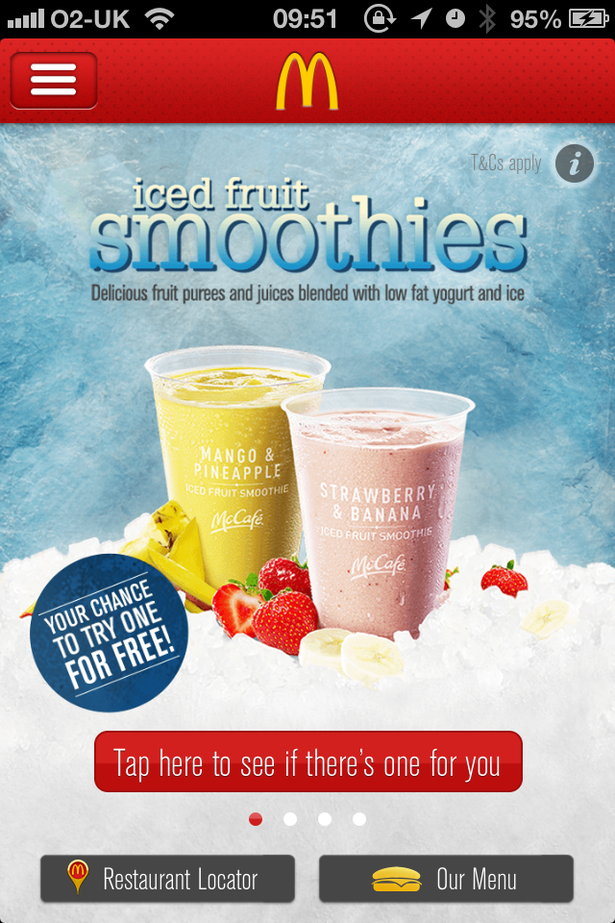 O2-UK 09:51 95%
T&Cs apply i
iced fruit
smoothies
Delicious fruit purees and juices blended with low fat yogurt and ice
MANGO &
PINEAPPLE
ICED FRUIT SMOOTHIE
McCafé
STRAWBERRY
& BANANA
ICED FRUIT SMOOTHIE
McCafé
YOUR CHANCE
TO TRY ONE
FOR FREE!
Tap here to see if there's one for you
Restaurant Locator
Our Menu